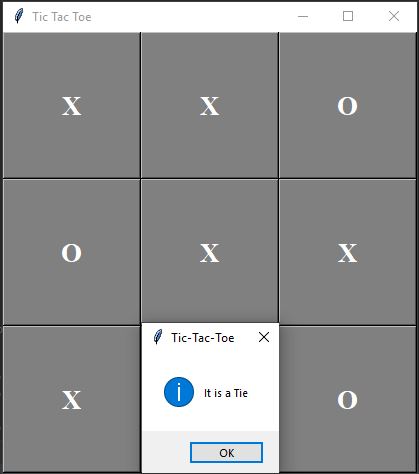 Tic Tac Toe
X X O
O X X
X O
Tic-Tac-Toe
It is a Tie
OK